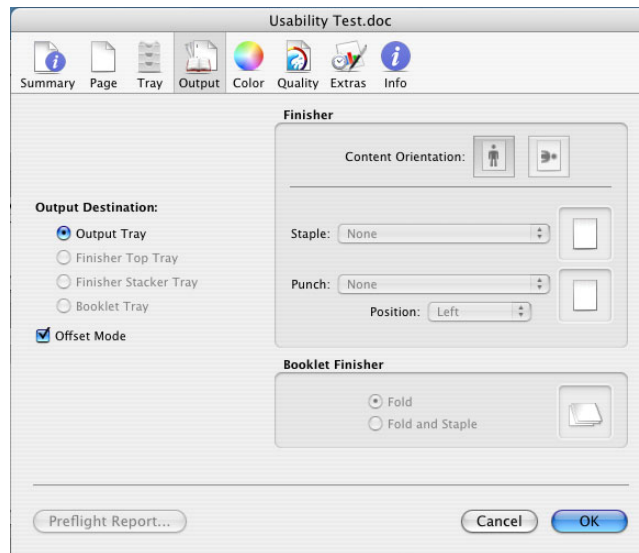 Usability Test.doc
Summary Page Tray Output Color Quality Extras Info
Finisher
Content Orientation:
Output Destination:
Output Tray
Finisher Top Tray
Finisher Stacker Tray
Booklet Tray
Offset Mode
Staple: None
Punch: None
Position: Left
Booklet Finisher
Fold
Fold and Staple
Preflight Report...
Cancel
OK